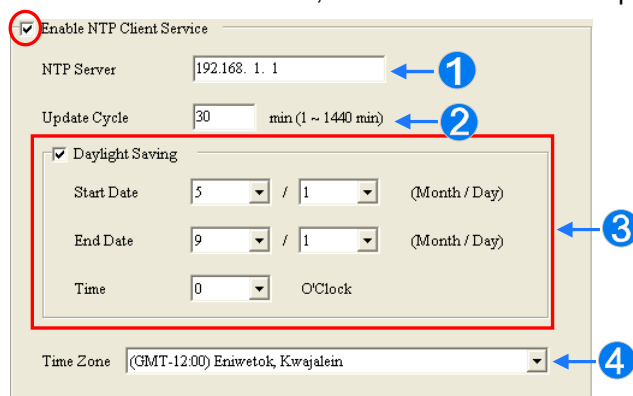 Enable NTP Client Service
NTP Server 192.168. 1. 1 1
Update Cycle 30 min (1 ~ 1440 min) 2
Daylight Saving
Start Date 5 / 1 (Month / Day)
3
End Date 9 / 1 (Month / Day)
Time 0 O'Clock
Time Zone (GMT-12:00) Eniwetok, Kwajalein 4